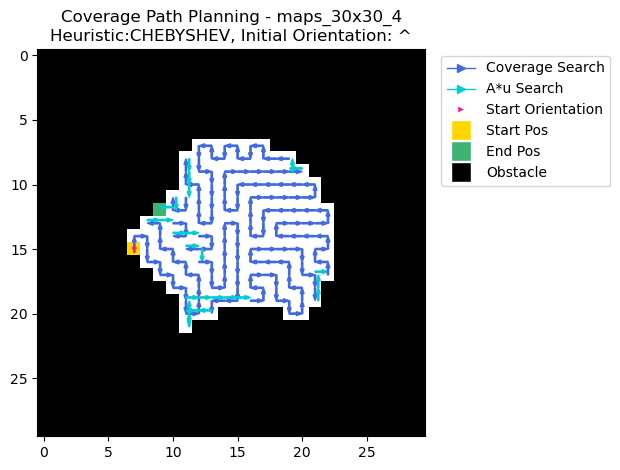 Coverage Path Planning - maps_30x30_4
Heuristic:CHEBYSHEV, Initial Orientation: ^
Coverage Search
A*u Search
Start Orientation
Start Pos
End Pos
Obstacle
0
5
10
15
20
25
0 5 10 15 20 25